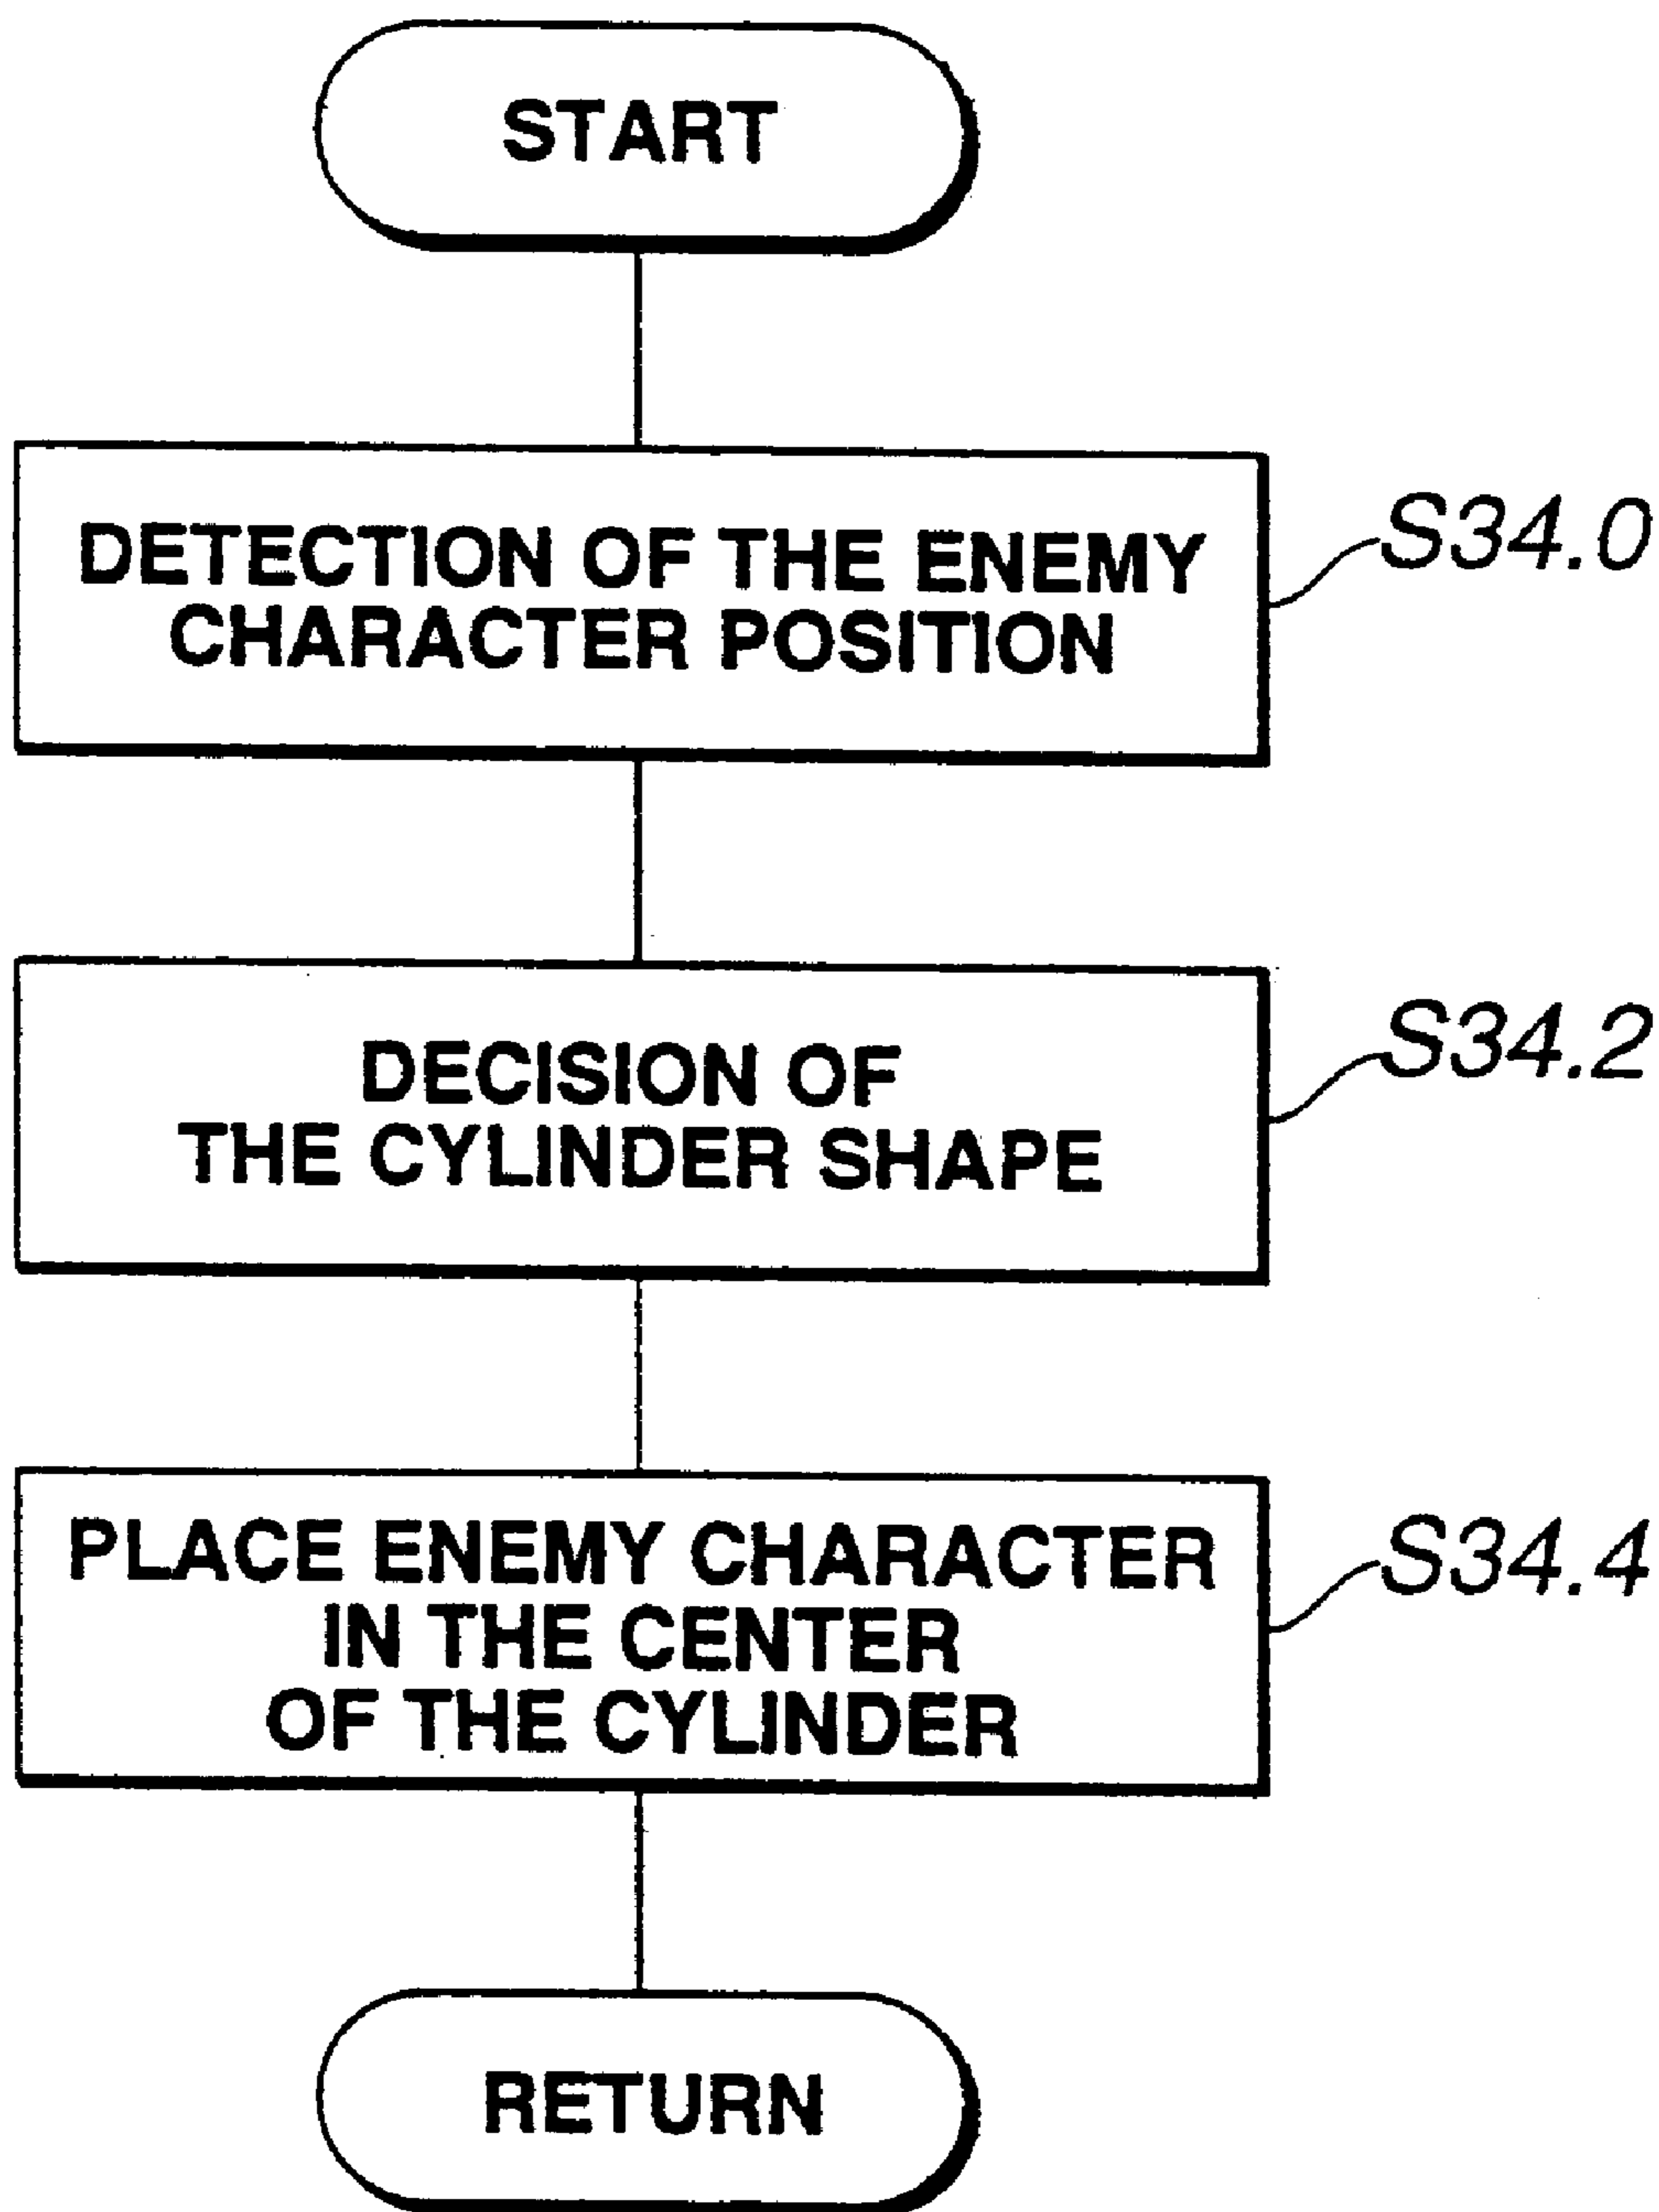 START
DETECTION OF THE ENEMY
CHARACTER POSITION
S34.0
DECISION OF
THE CYLINDER SHAPE
S34.2
PLACE ENEMY CHARACTER
IN THE CENTER
OF THE CYLINDER
S34.4
RETURN